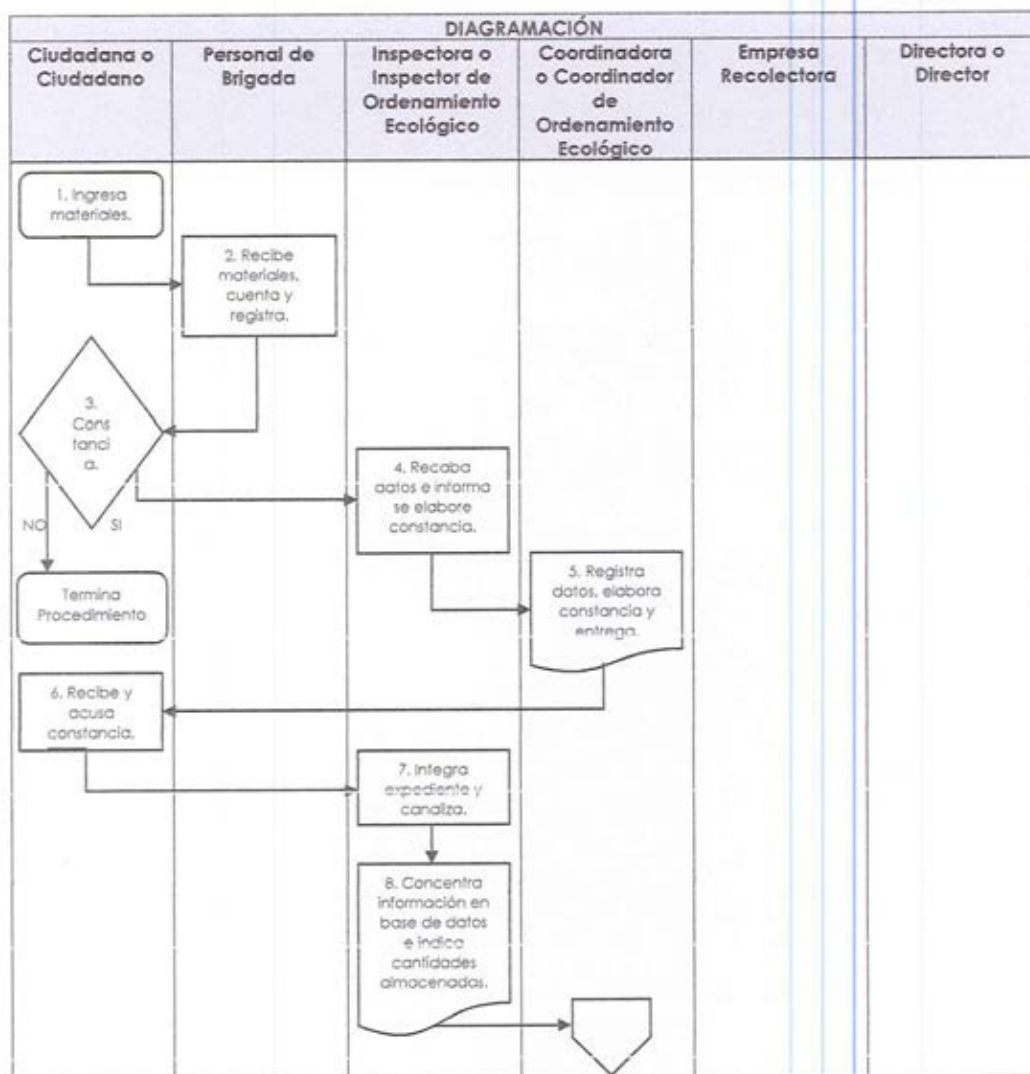 DIAGRAMACIÓN
Ciudadana o
Ciudadano
Personal de
Brigada
Inspectora o
Inspector de
Ordenamiento
Ecológico
Coordinadora
o Coordinador
de
Ordenamiento
Ecológico
Empresa
Recolectora
Directora o
Director
1. Ingresa
materiales.
2. Recibe
materiales,
cuenta y
registra.
3.
Cons
tanci
a.
NO
SI
4. Recaba
datos e informa
se elabore
constancia.
Termina
Procedimiento
5. Registra
datos, elabora
constancia y
entrega.
6. Recibe y
acusa
constancia.
7. Integra
expediente y
canaliza.
8. Concentra
información en
base de datos
e indica
cantidades
almacenadas.